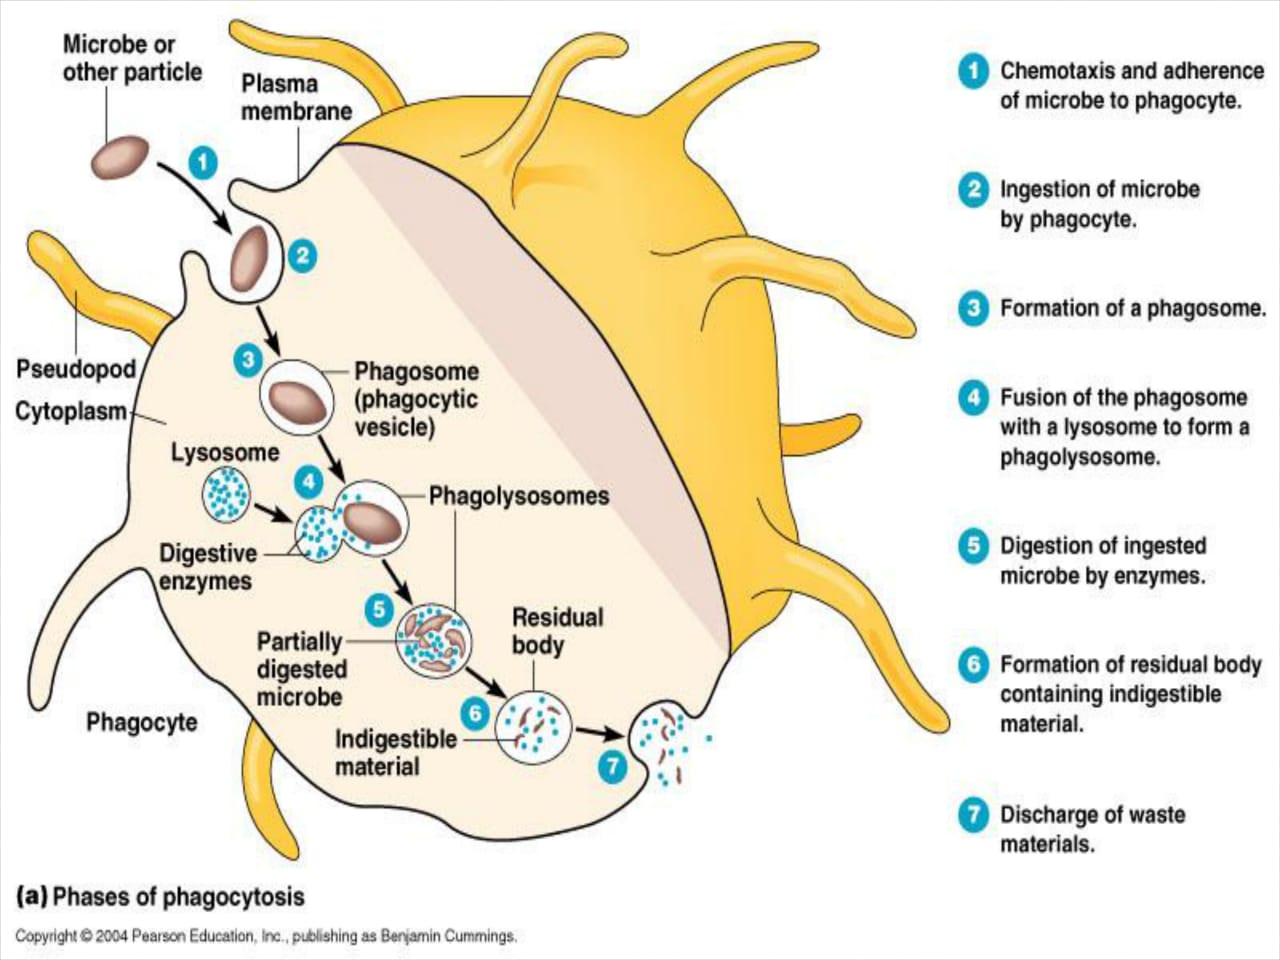 Microbe or
other particle
Plasma
membrane
1
2
Pseudopod
Cytoplasm
3
Phagosome
(phagocytic
vesicle)
Lysosome
4
Phagolysosomes
Digestive
enzymes
5
Partially
digested
microbe
Residual
body
Phagocyte
6
Indigestible
material
7
1 Chemotaxis and adherence
of microbe to phagocyte.
2 Ingestion of microbe
by phagocyte.
3 Formation of a phagosome.
4 Fusion of the phagosome
with a lysosome to form a
phagolysosome.
5 Digestion of ingested
microbe by enzymes.
6 Formation of residual body
containing indigestible
material.
7 Discharge of waste
materials.
(a) Phases of phagocytosis
Copyright © 2004 Pearson Education, Inc., publishing as Benjamin Cummings.